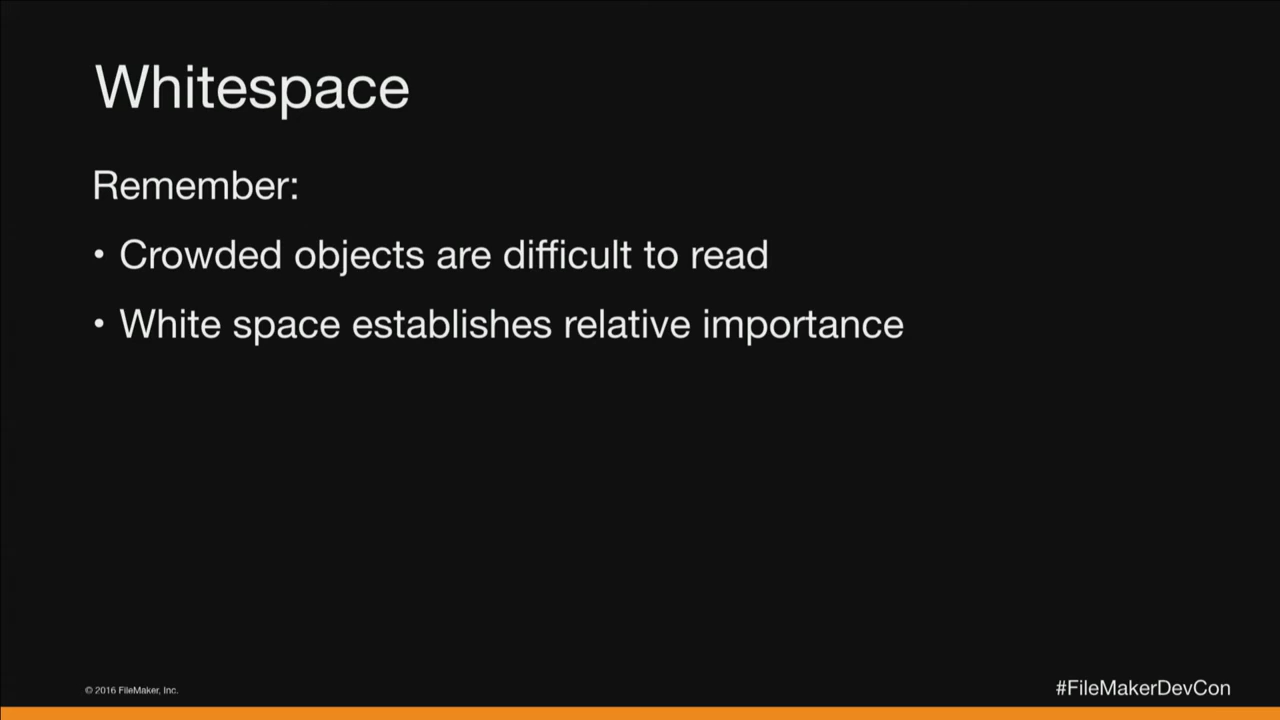 Whitespace
Remember:
• Crowded objects are difficult to read
• White space establishes relative importance
© 2016 FileMaker, Inc.
#FileMakerDevCon